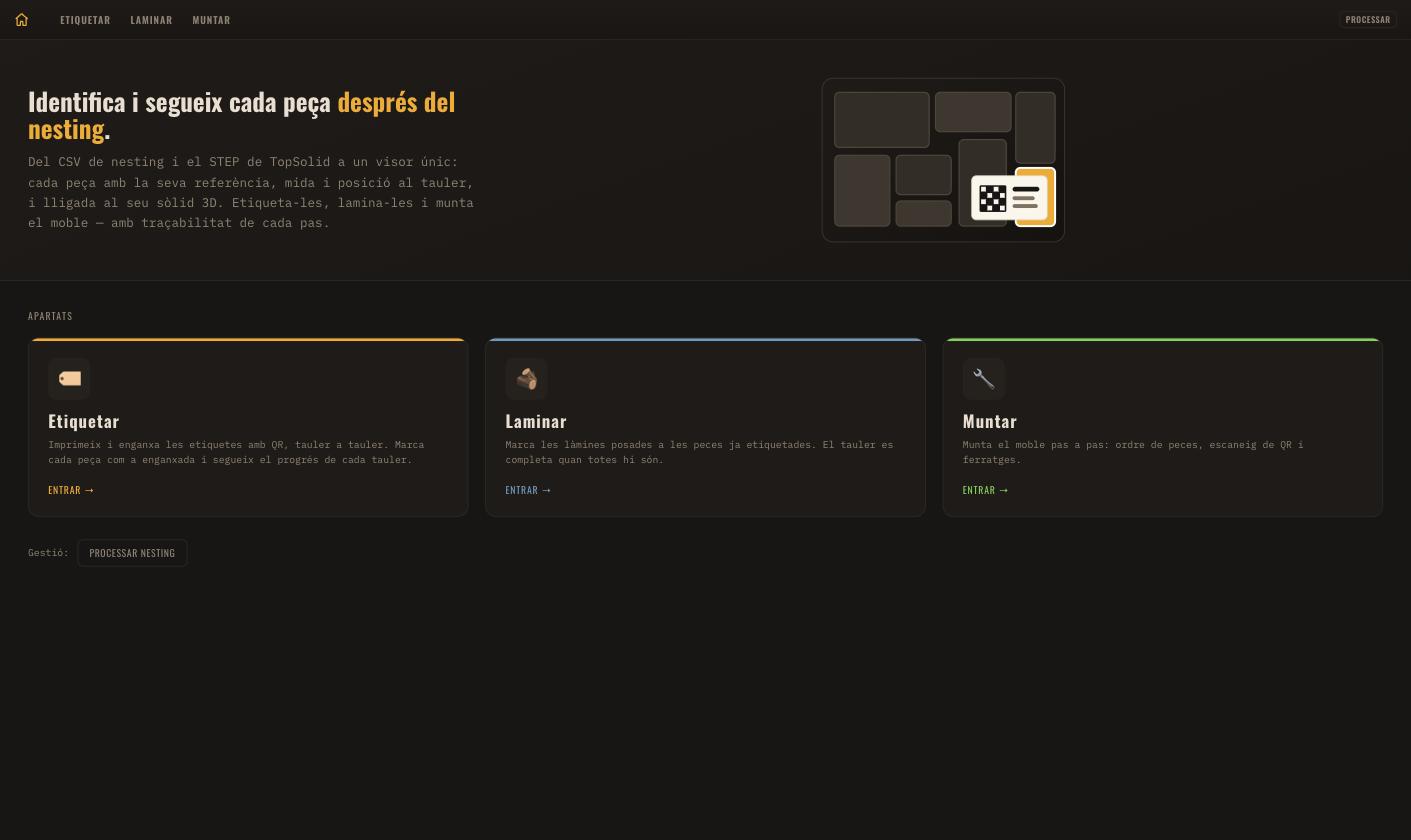 ETIQUETAR LAMINAR MUNTAR PROCESSAR
Identifica i segueix cada peça després del
nesting.
Del CSV de nesting i el STEP de TopSolid a un visor únic:
cada peça amb la seva referència, mida i posició al tauler,
i lligada al seu sòlid 3D. Etiqueta-les, lamina-les i munta
el moble — amb traçabilitat de cada pas.
APARTATS
Etiquetar
Imprimeix i enganxa les etiquetes amb QR, tauler a tauler. Marca
cada peça com a enganxada i segueix el progrés de cada tauler.
ENTRAR →
Laminar
Marca les làmines posades a les peces ja etiquetades. El tauler es
completa quan totes hi són.
ENTRAR →
Muntar
Munta el moble pas a pas: ordre de peces, escaneig de QR i
ferratges.
ENTRAR →
Gestió: PROCESSAR NESTING